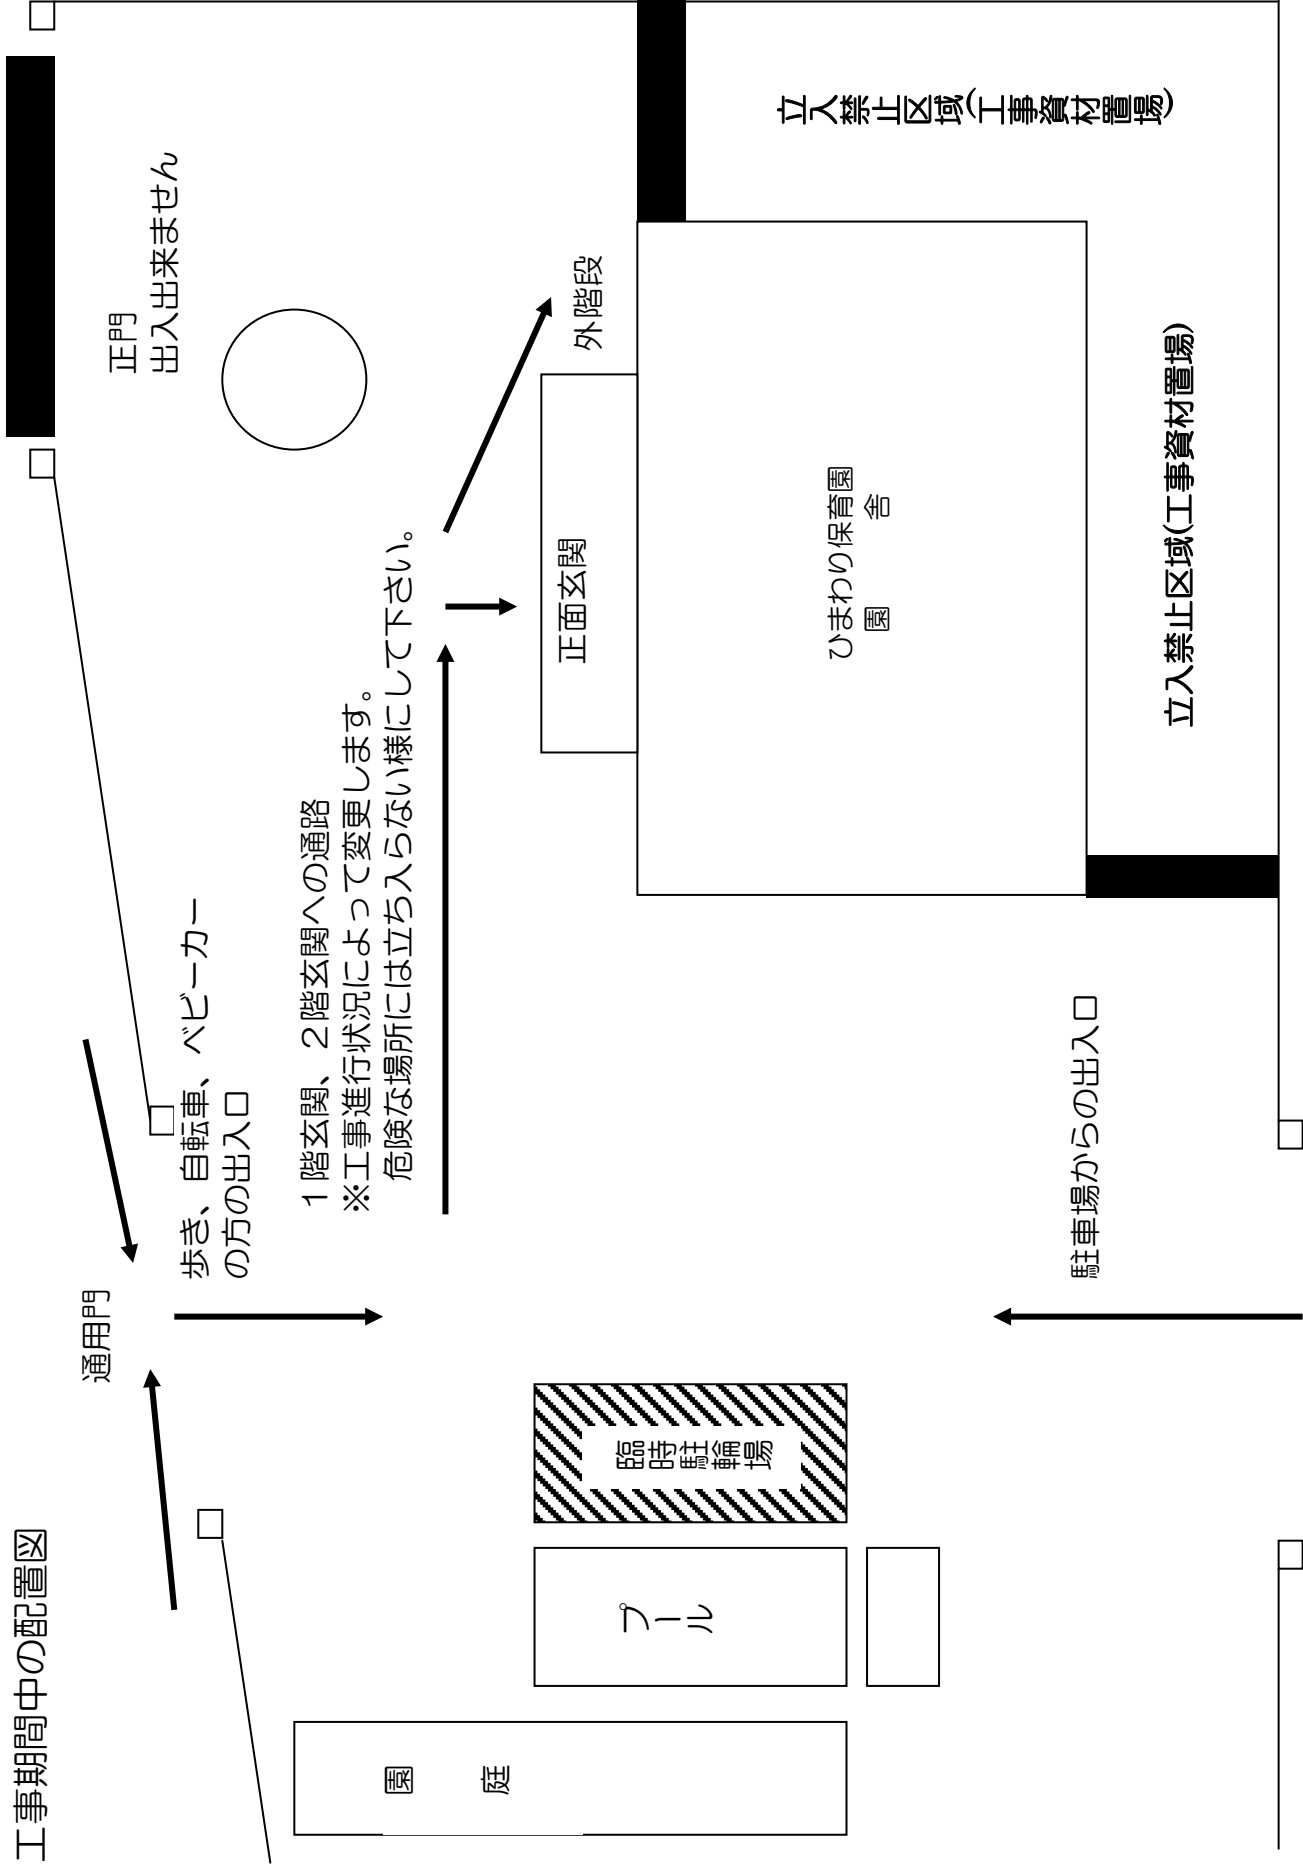 工事期間中の配置図
通用門
歩き、自転車、ベビーカー
の方の出入口
正門
出入出来ません
1階玄関、2階玄関への通路
※工事進行状況によって変更します。
危険な場所には立ち入らない様にして下さい。
外階段
正面玄関
園　庭
プール
臨時駐輪場
ひまわり保育園
園　　　舎
立入禁止区域(工事資材置場)
駐車場からの出入口
立入禁止区域(工事資材置場)